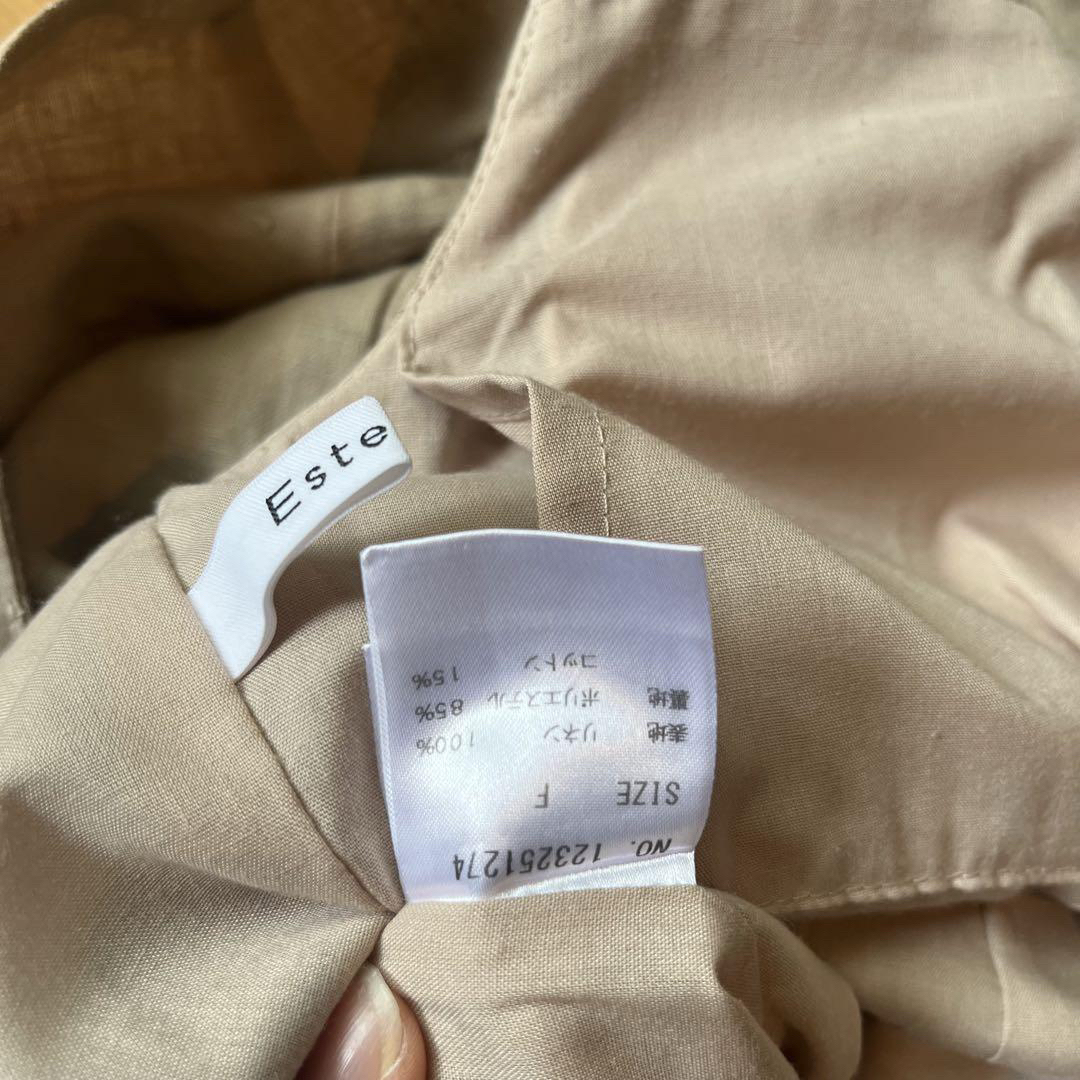 Este
NO. 123251274
SIZE F
表地 リネン 100%
裏地 ポリエステル 85%
コットン 15%